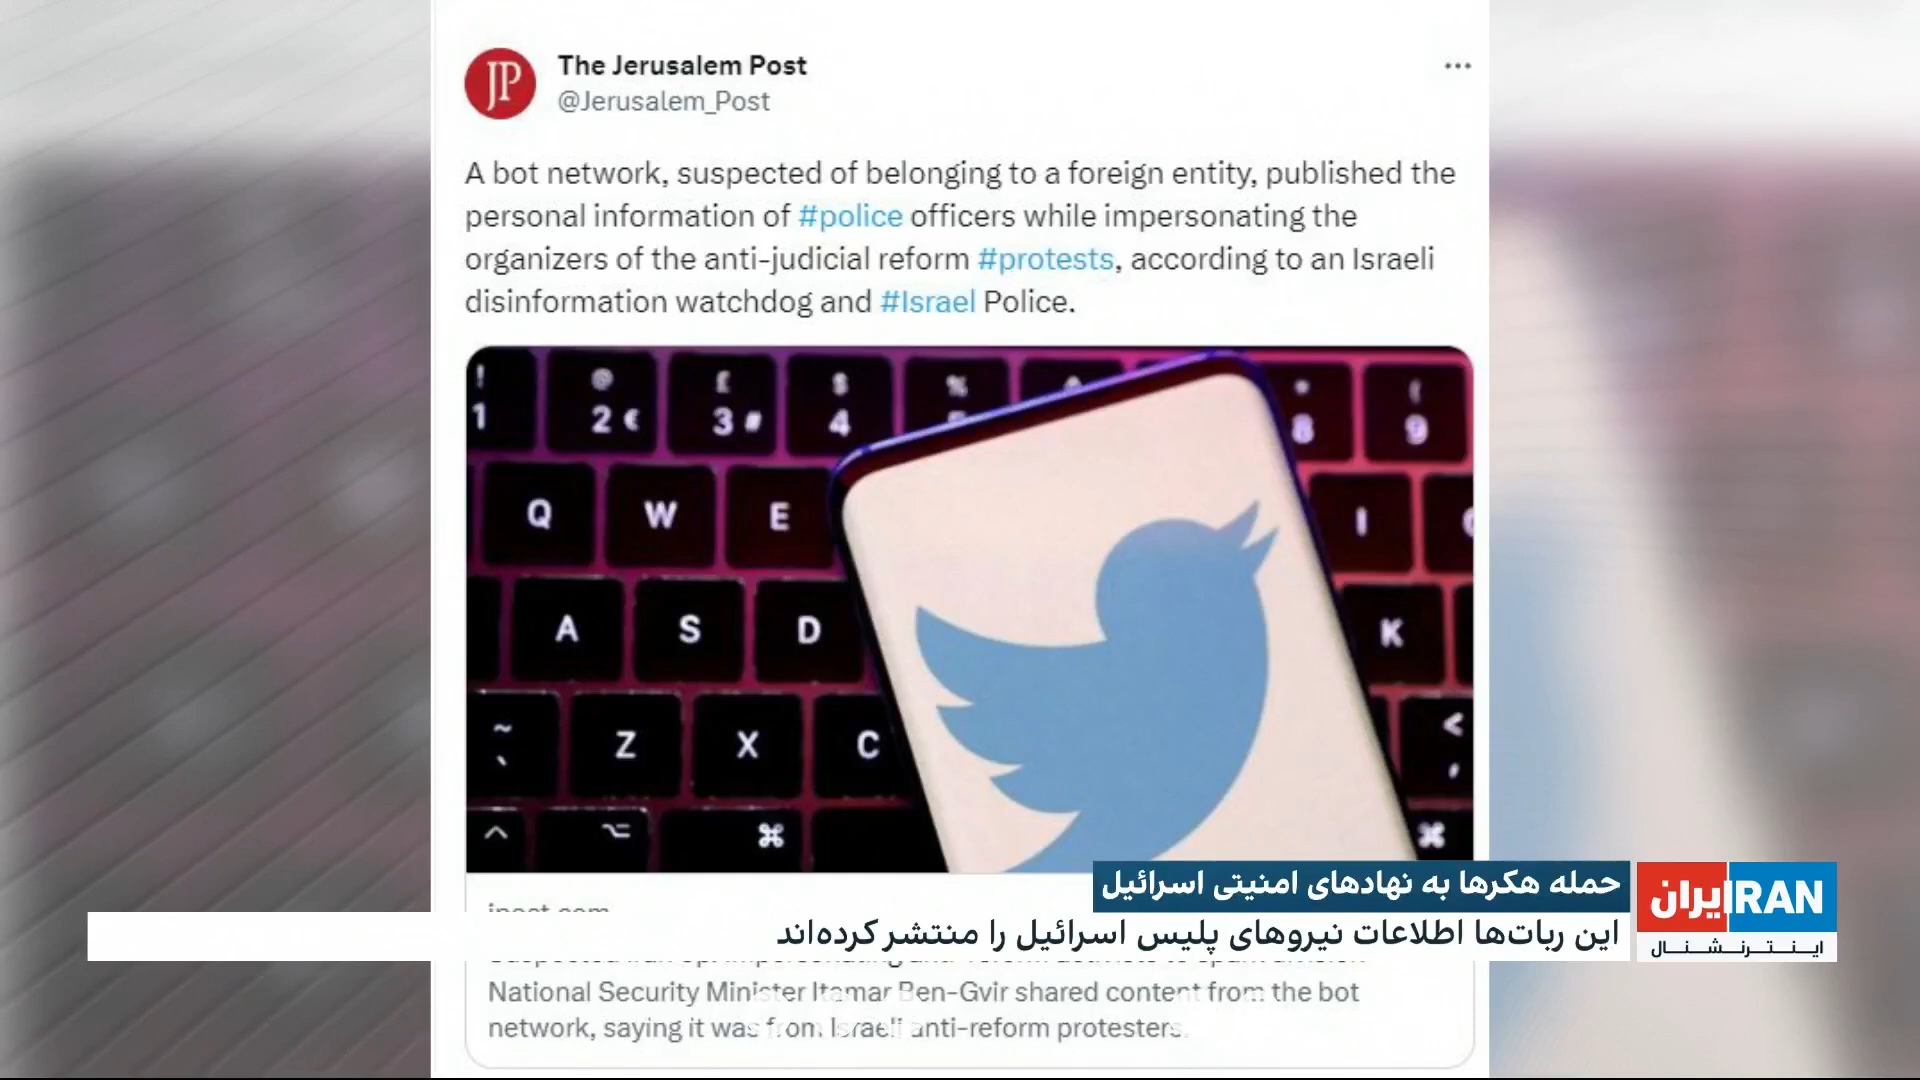 JP
The Jerusalem Post
@Jerusalem_Post
A bot network, suspected of belonging to a foreign entity, published the
personal information of #police officers while impersonating the
organizers of the anti-judicial reform #protests, according to an Israeli
disinformation watchdog and #Israel Police.
! @ £ $ % * (
1 2 € 3 # 4 8 9
Q W E I
A S D K
~ Z X C <
` ,
^ ⌥ ⌘ ⌘
حمله هکرها به نهادهای امنیتی اسرائیل
این ربات‌ها اطلاعات نیروهای پلیس اسرائیل را منتشر کرده‌اند
ایران IRAN
اینترنشنال
National Security Minister Itamar Ben-Gvir shared content from the bot
network, saying it was from Israeli anti-reform protesters.